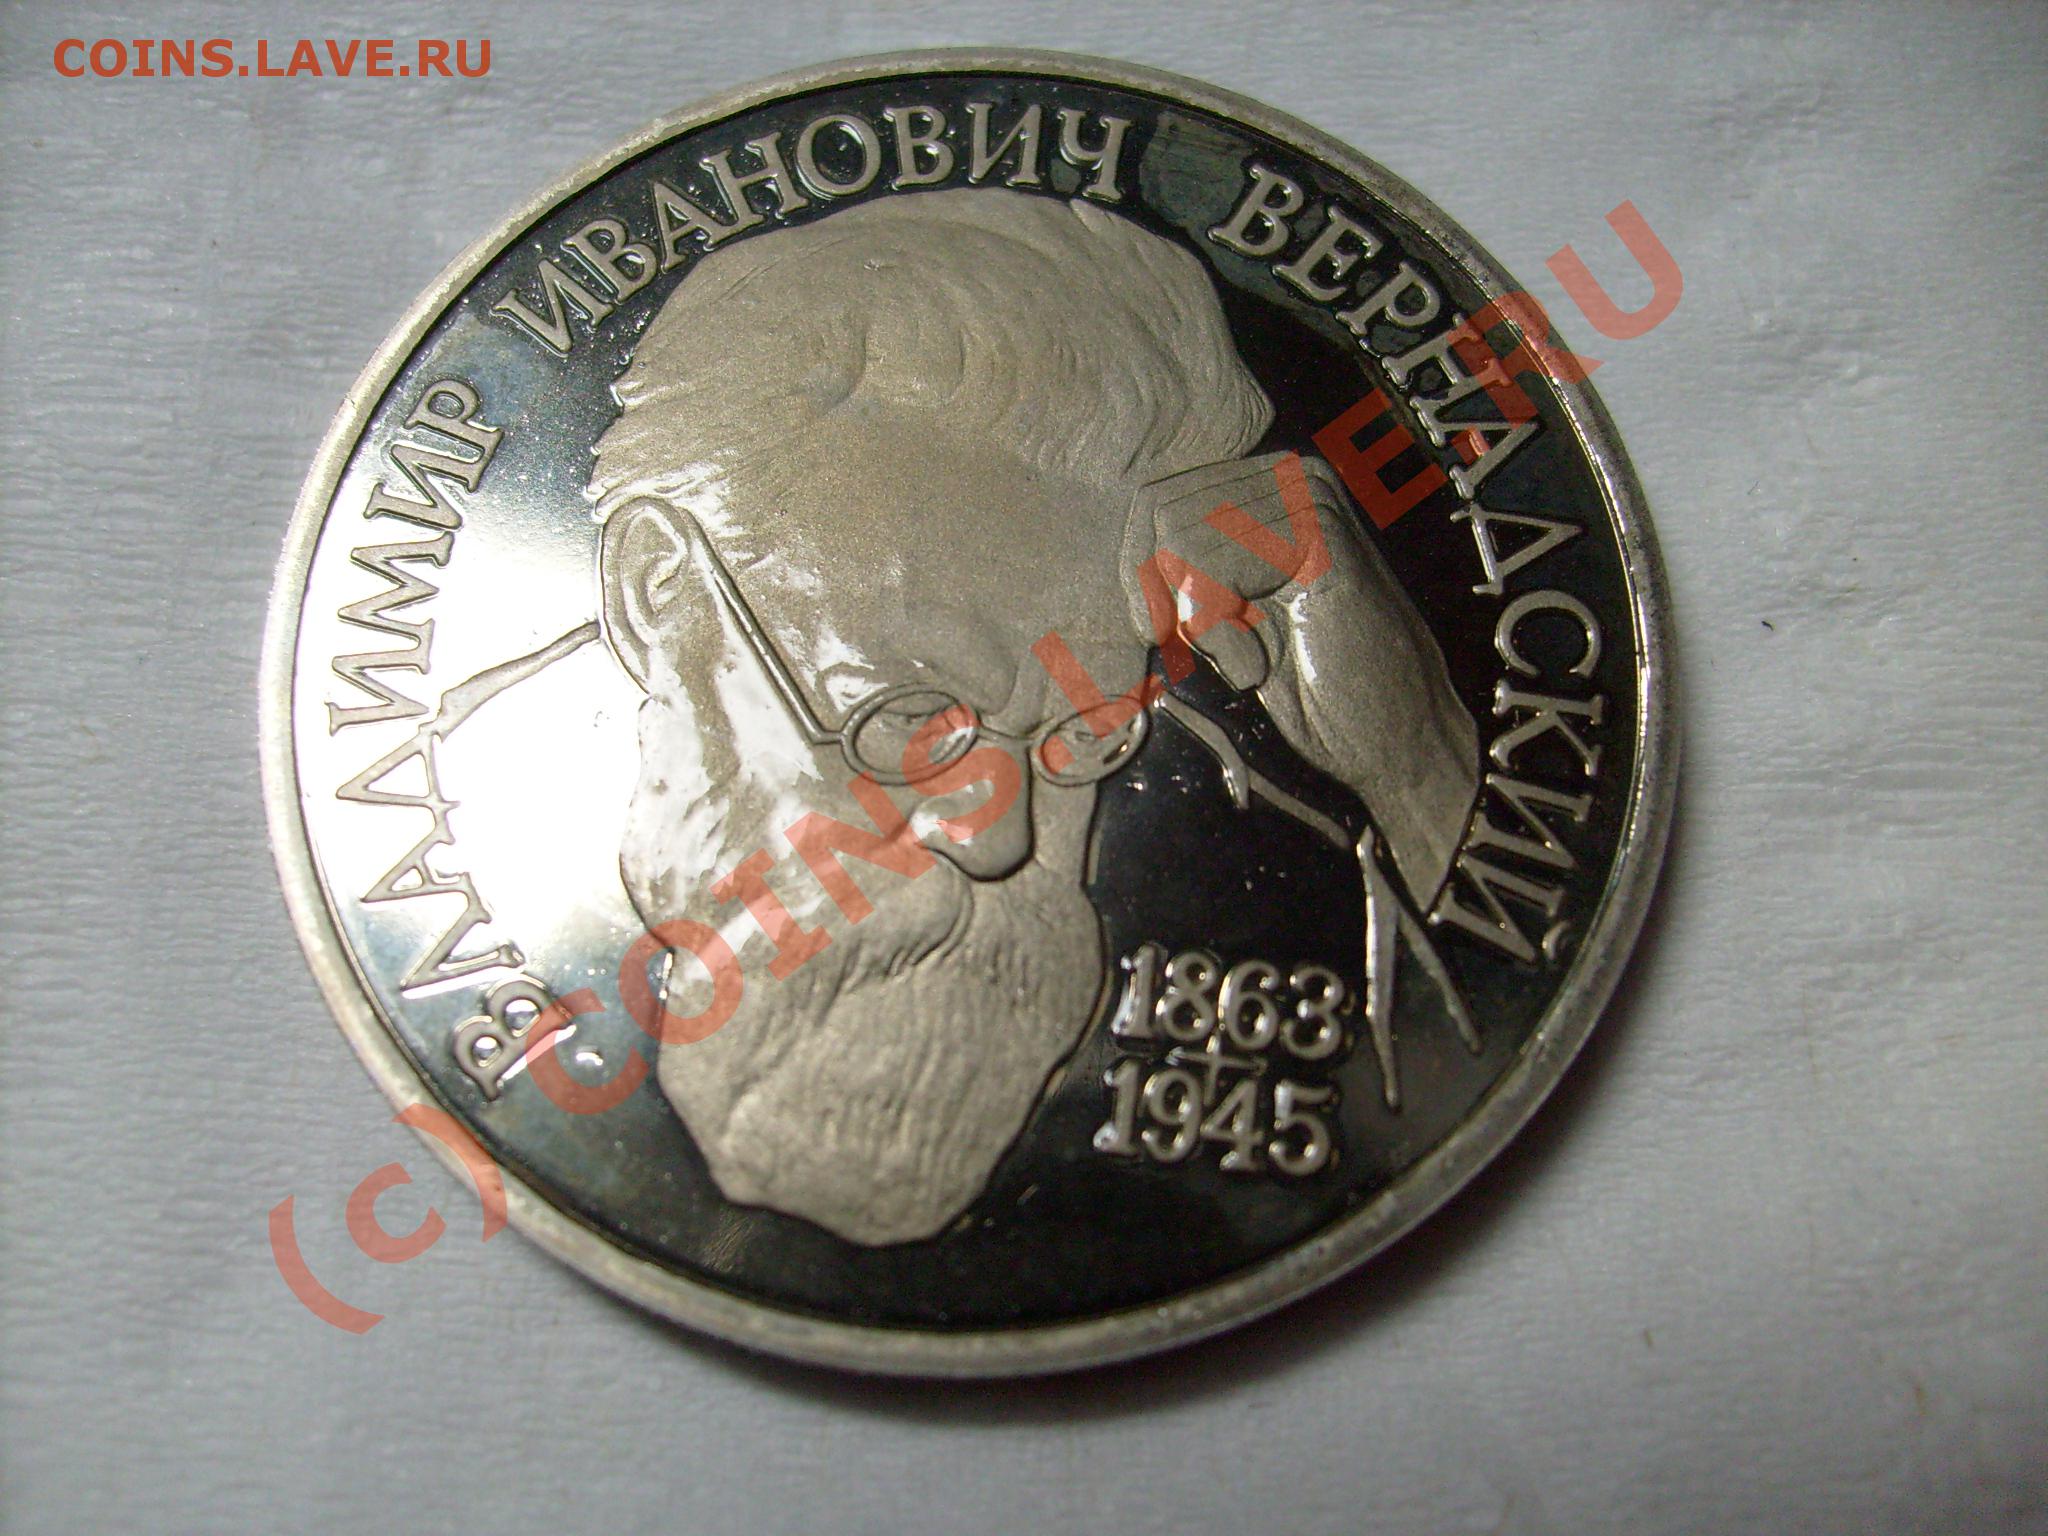 COINS.LAVE.RU
ВЛАДИМИР ИВАНОВИЧ ВЕРНАДСКИЙ
1863
1945
(c) COINS.LAVE.RU